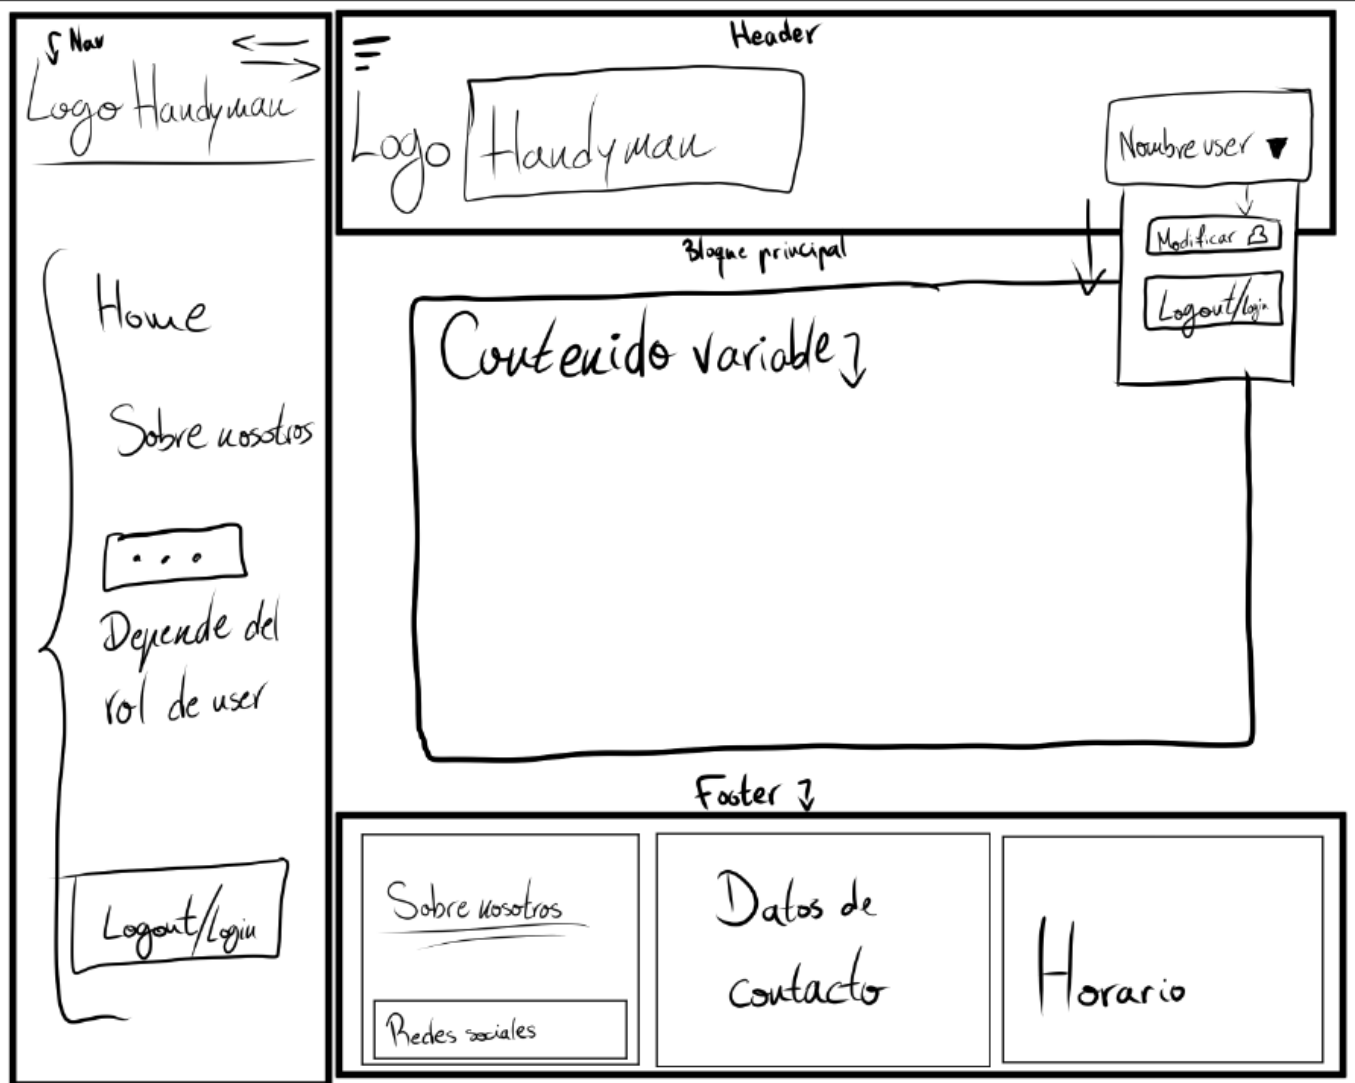 Nav
Logo Handyman
Home
Sobre nosotros
...
Depende del
rol de user
Logout/Login
Header
Logo Handyman
Nombre user
Modificar
Logout/login
Bloque principal
Contenido variable
Footer
Sobre nosotros
Redes sociales
Datos de
contacto
Horario